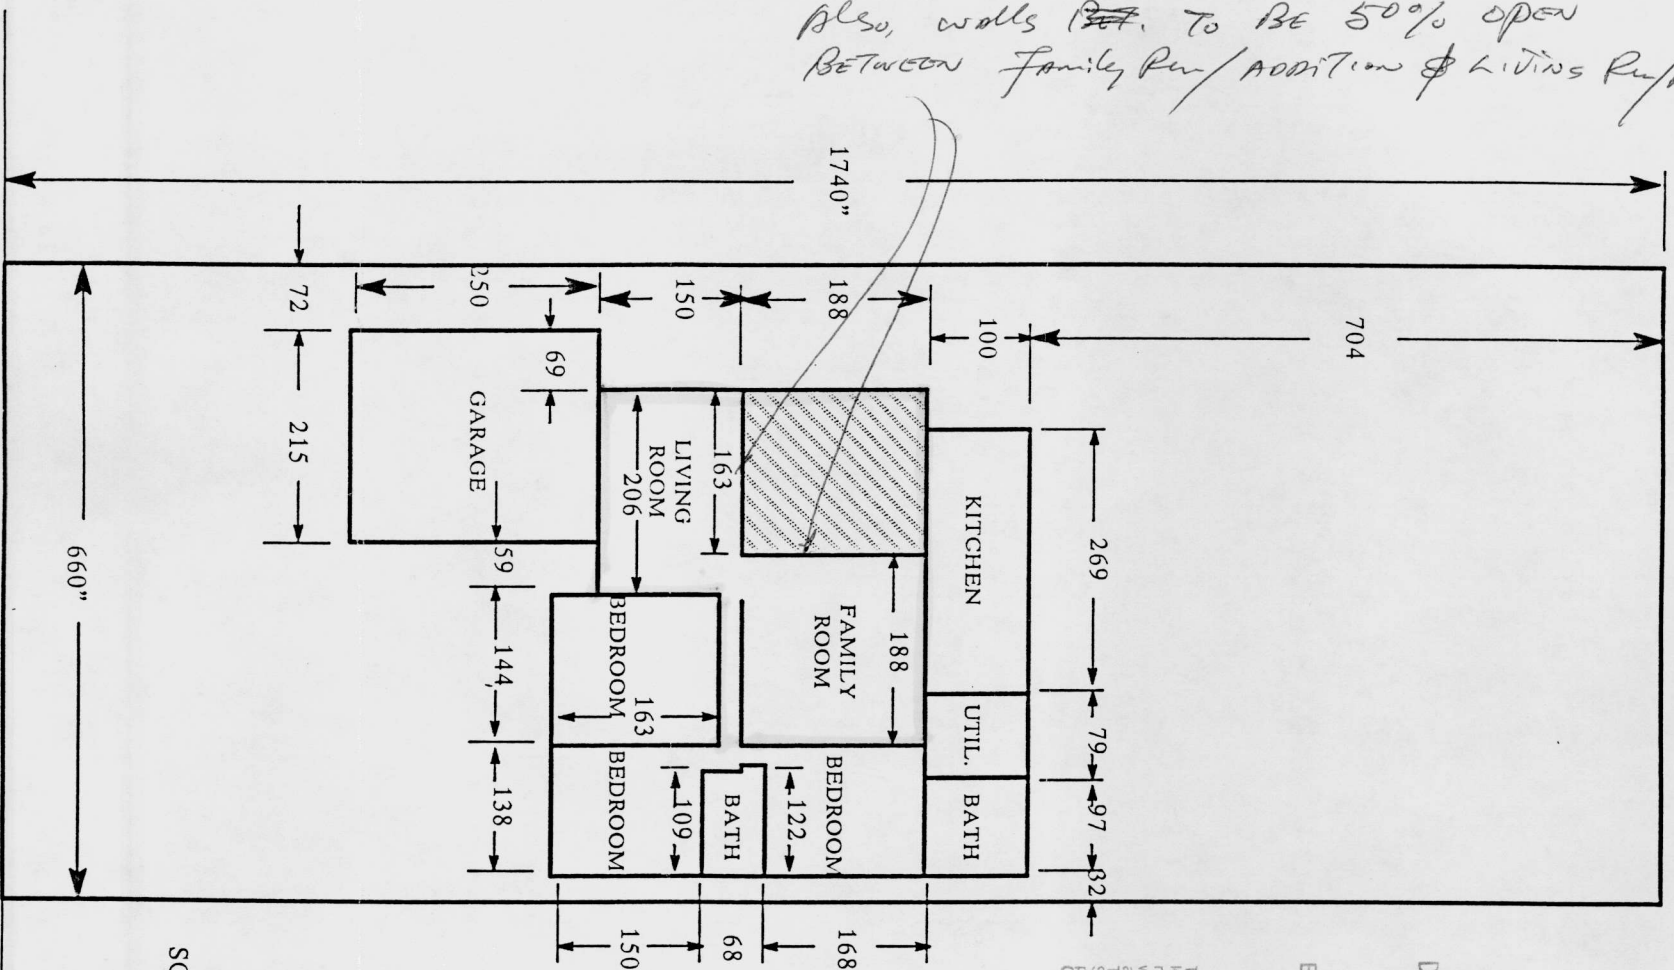 Also, walls BET. TO BE 50% OPEN
BETWEEN Family Rm/ADDITION & LIVING Rm/
1740"
72
250
150
188
100
704
69
215
GARAGE
LIVING
ROOM
206
163
KITCHEN
269
660"
59
144
BEDROOM
163
FAMILY
ROOM
188
UTIL.
79
138
BEDROOM
109
BATH
122
BEDROOM
BATH
97
32
150
68
168